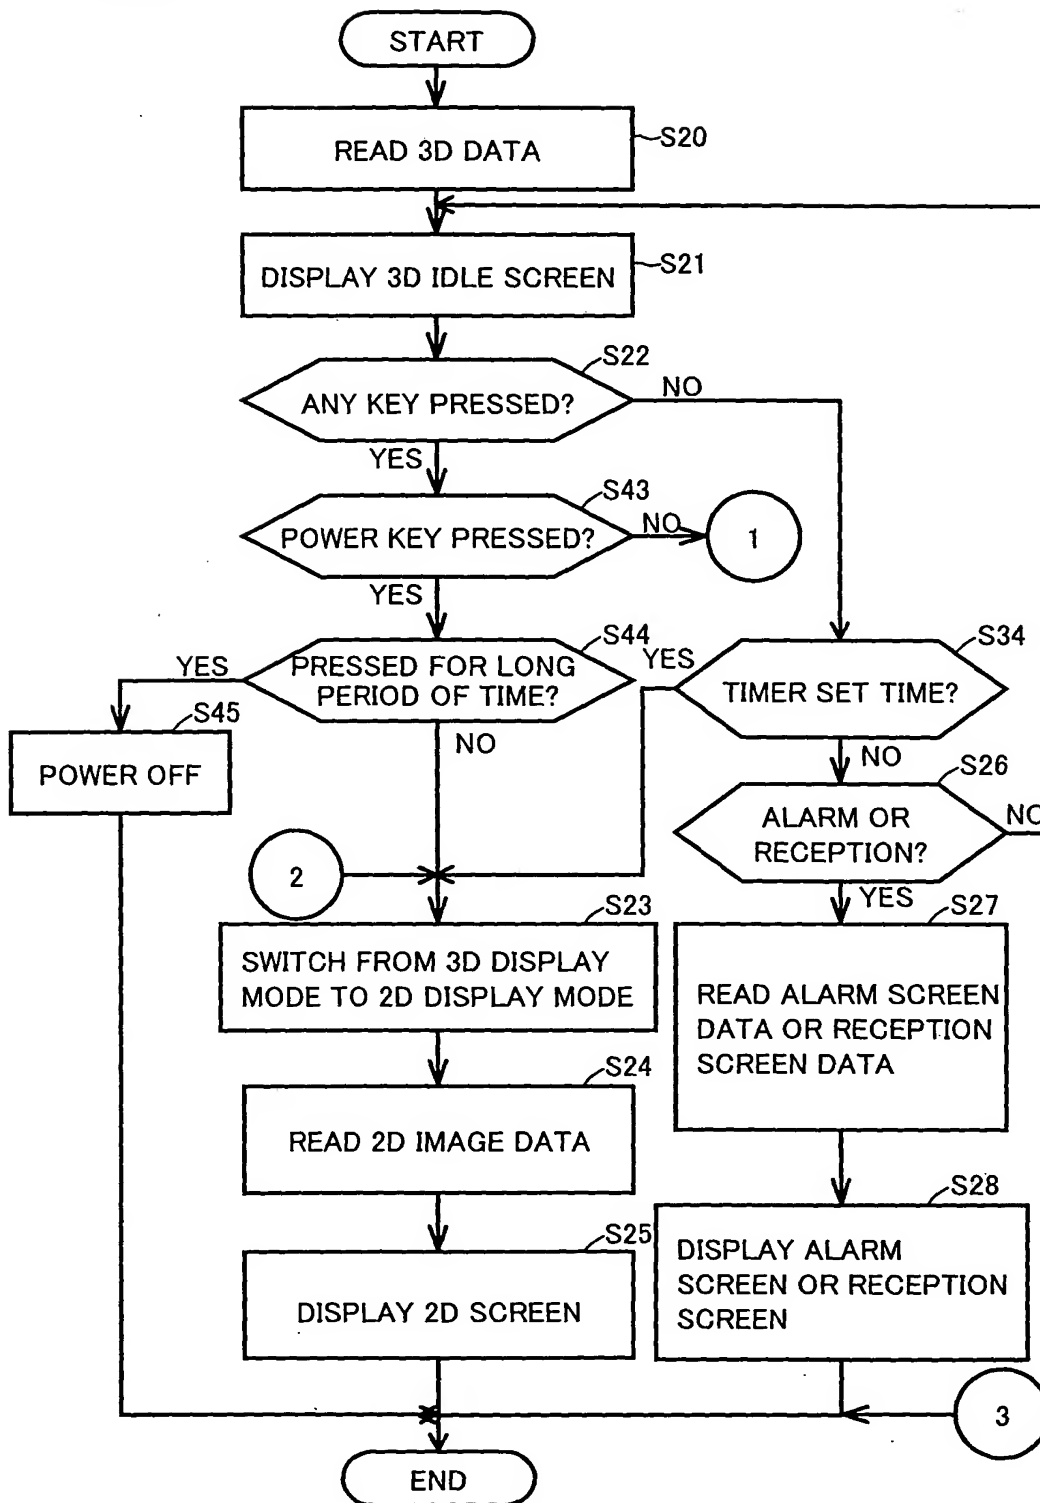 START
READ 3D DATA
S20
DISPLAY 3D IDLE SCREEN
S21
S22
ANY KEY PRESSED?
NO
YES
S43
POWER KEY PRESSED?
NO
1
YES
S44
PRESSED FOR LONG
PERIOD OF TIME?
YES
NO
S45
POWER OFF
S34
YES
TIMER SET TIME?
NO
S26
ALARM OR
RECEPTION?
NO
YES
2
S23
SWITCH FROM 3D DISPLAY
MODE TO 2D DISPLAY MODE
S27
READ ALARM SCREEN
DATA OR RECEPTION
SCREEN DATA
S24
READ 2D IMAGE DATA
S28
DISPLAY ALARM
SCREEN OR RECEPTION
SCREEN
S25
DISPLAY 2D SCREEN
3
END